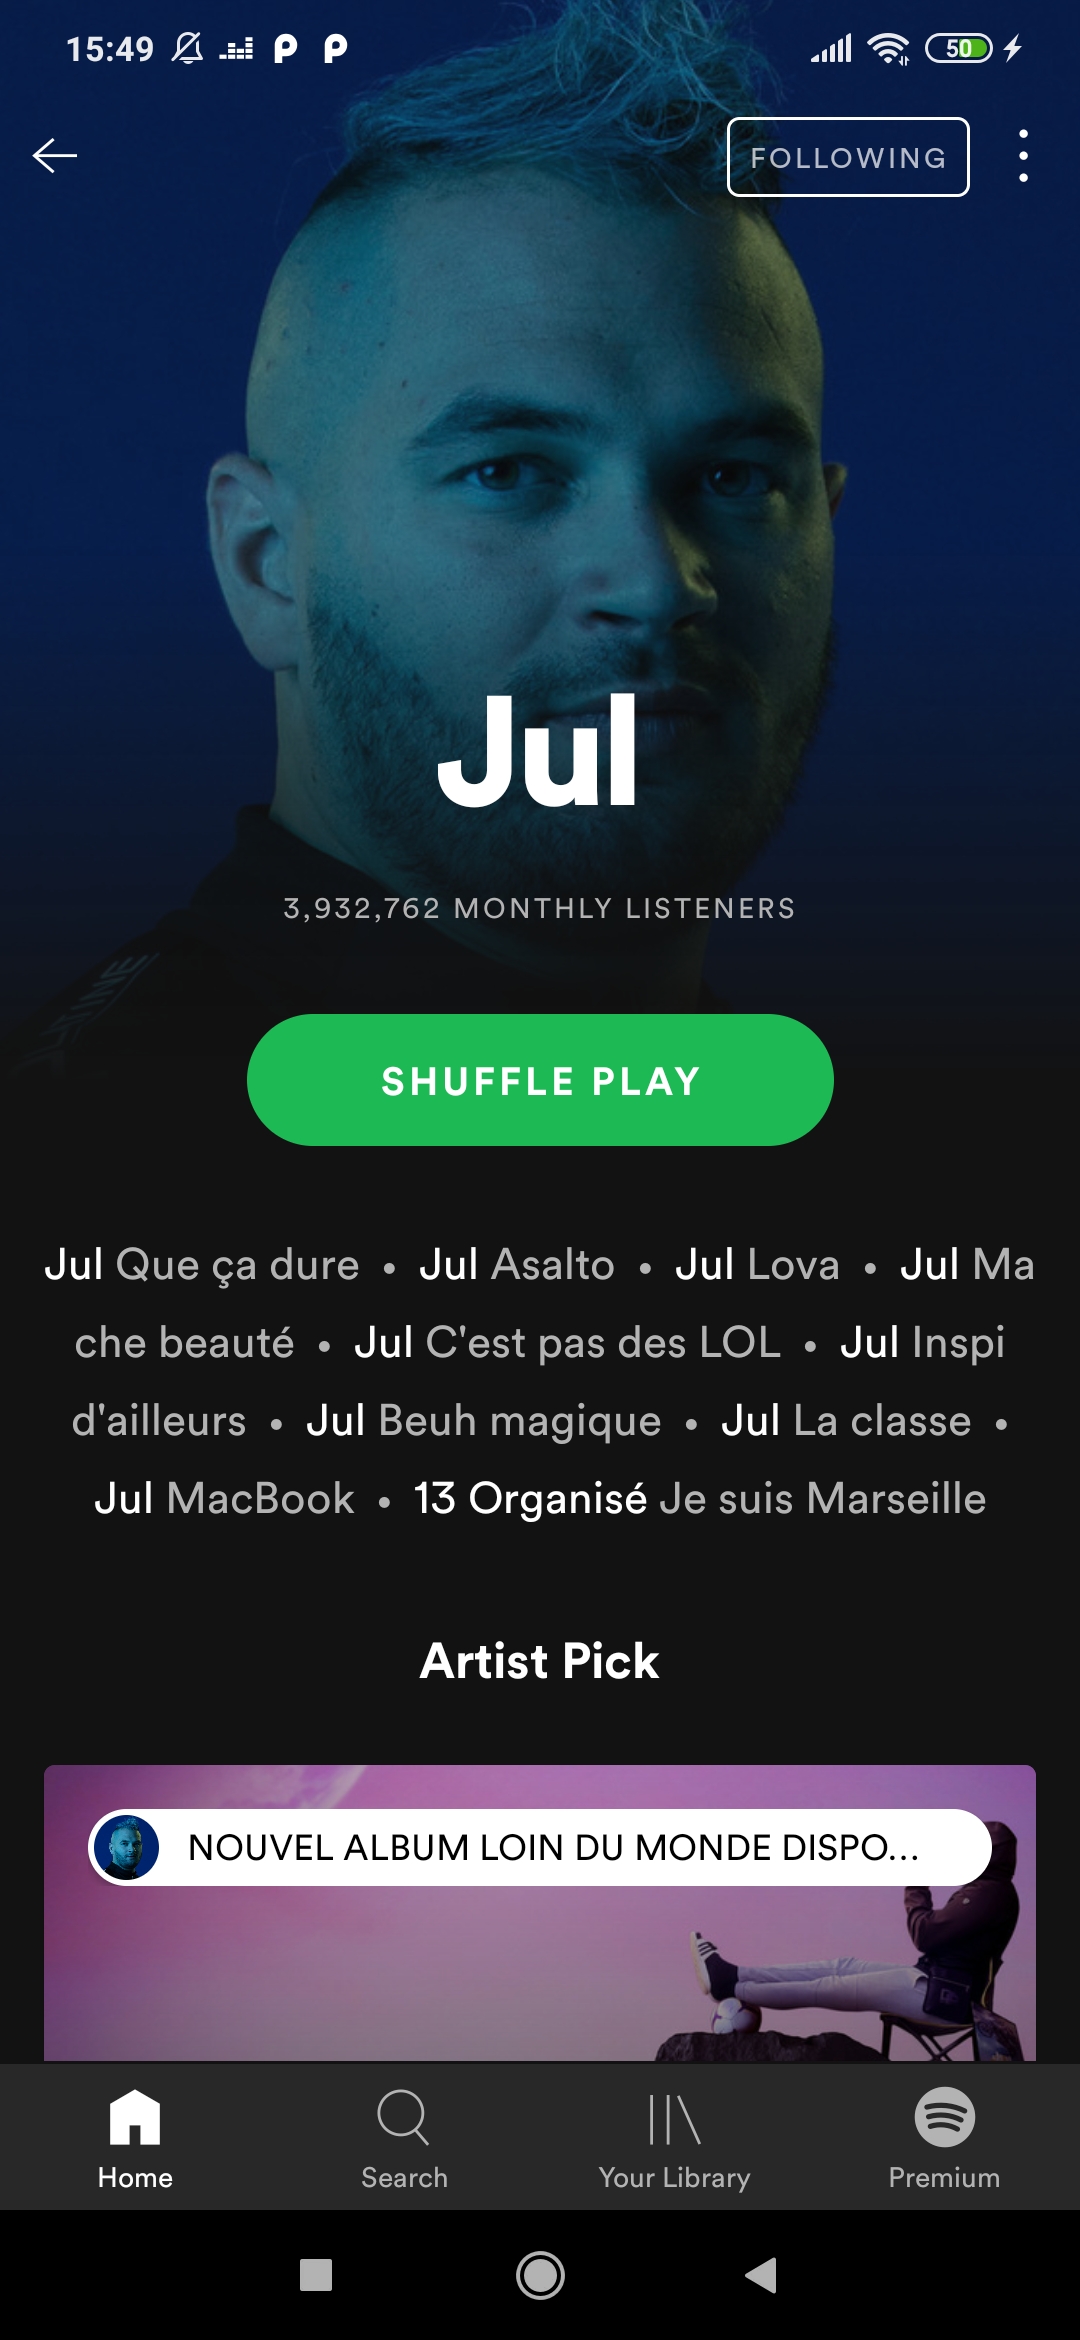 15:49
50
FOLLOWING
Jul
3,932,762 MONTHLY LISTENERS
SHUFFLE PLAY
Jul Que ça dure • Jul Asalto • Jul Lova • Jul Ma
che beauté • Jul C'est pas des LOL • Jul Inspi
d'ailleurs • Jul Beuh magique • Jul La classe •
Jul MacBook • 13 Organisé Je suis Marseille
Artist Pick
NOUVEL ALBUM LOIN DU MONDE DISPO...
Home
Search
Your Library
Premium